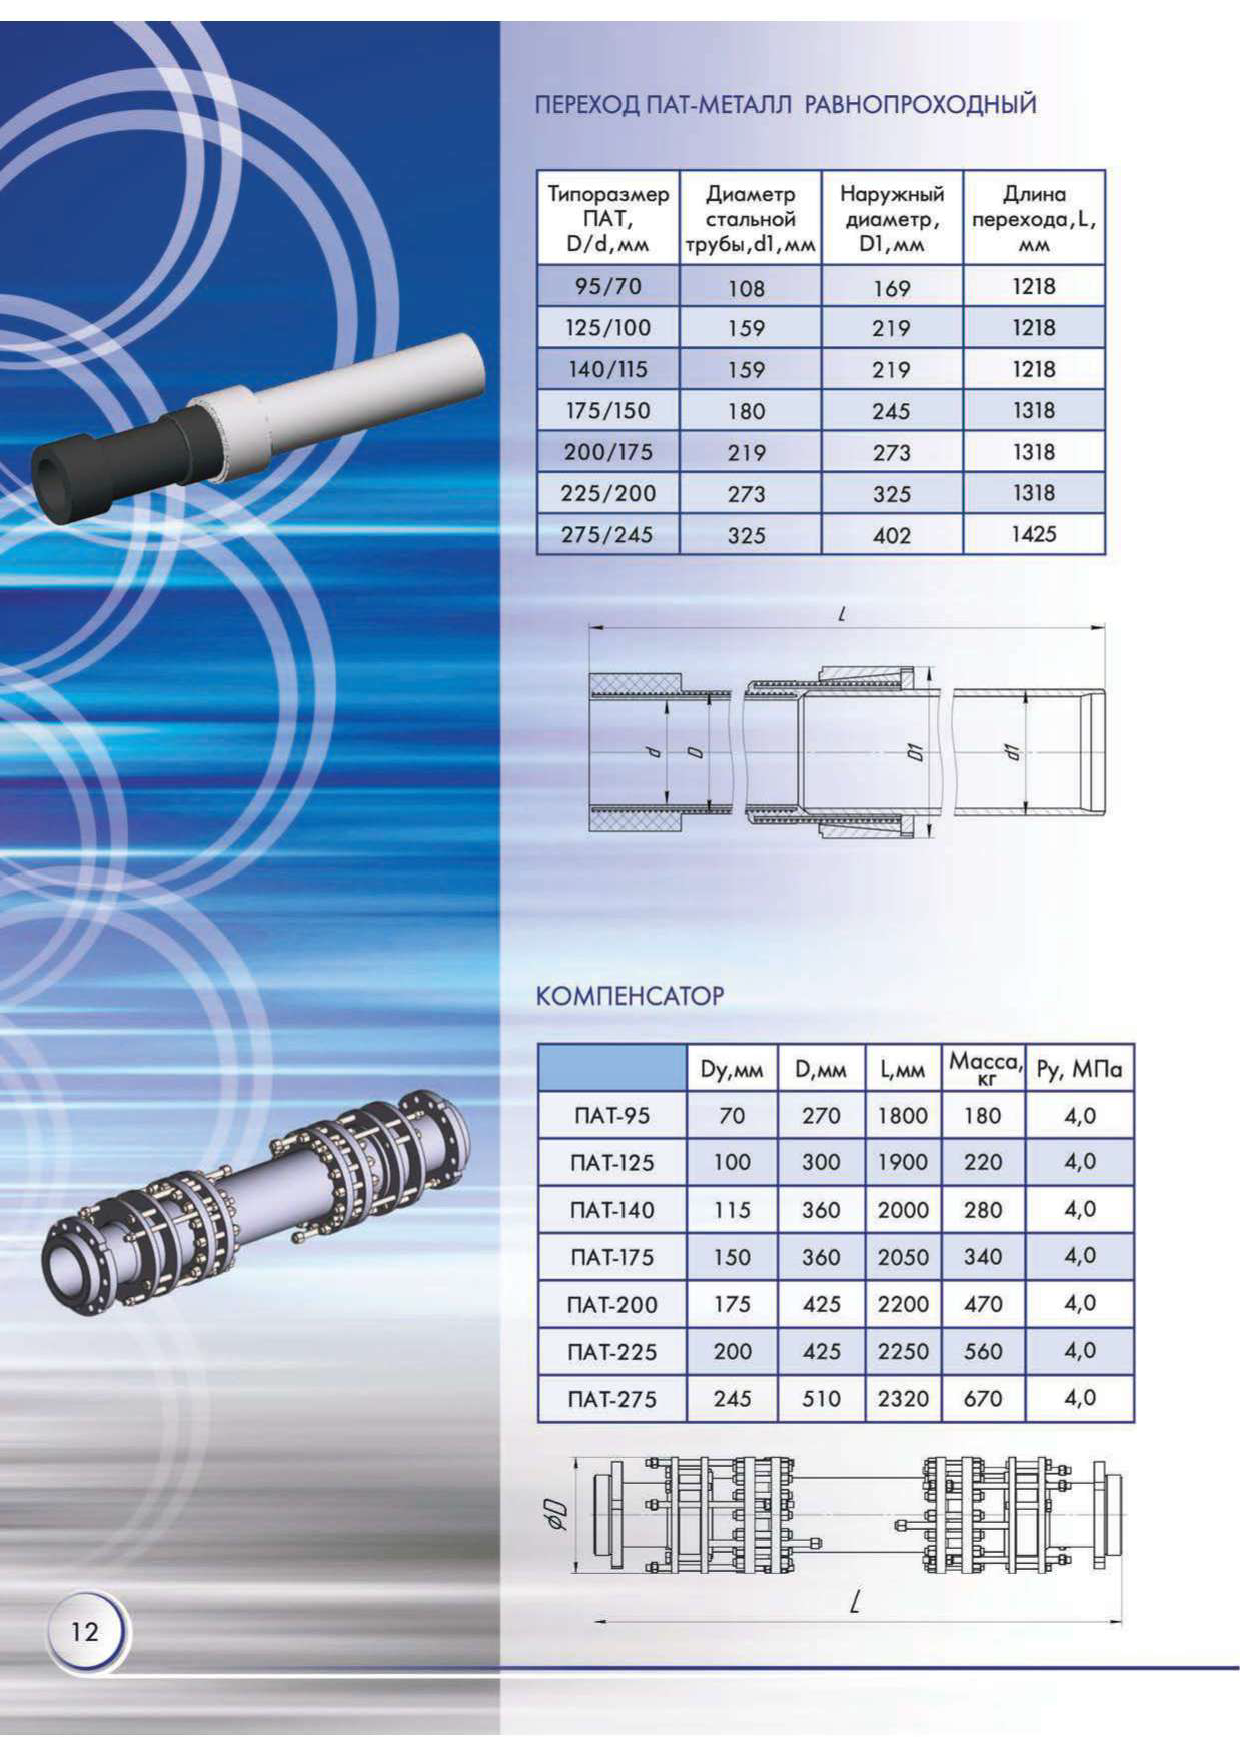 ПЕРЕХОД ПАТ-МЕТАЛЛ РАВНОПРОХОДНЫЙ
Типоразмер ПАТ, D/d,мм	Диаметр стальной трубы,d1,мм	Наружный диаметр, D1,мм	Длина перехода,L, мм
95/70	108	169	1218
125/100	159	219	1218
140/115	159	219	1218
175/150	180	245	1318
200/175	219	273	1318
225/200	273	325	1318
275/245	325	402	1425
L
d D D1 d1
КОМПЕНСАТОР
Dу,мм	D,мм	L,мм	Масса, кг	Ру, МПа
ПАТ-95	70	270	1800	180	4,0
ПАТ-125	100	300	1900	220	4,0
ПАТ-140	115	360	2000	280	4,0
ПАТ-175	150	360	2050	340	4,0
ПАТ-200	175	425	2200	470	4,0
ПАТ-225	200	425	2250	560	4,0
ПАТ-275	245	510	2320	670	4,0
øD
L
12